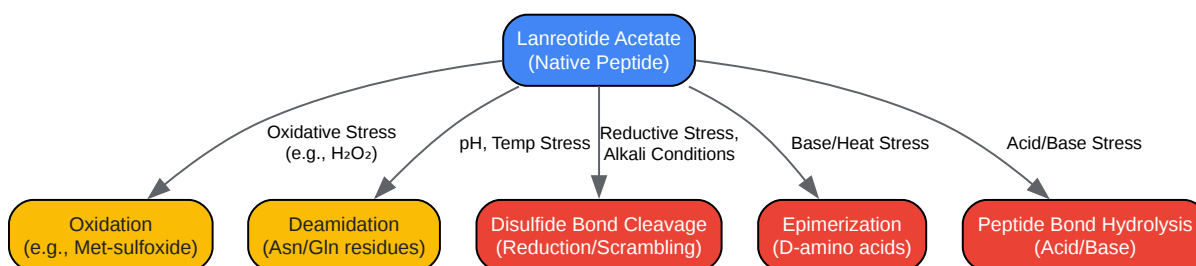 Lanreotide Acetate
(Native Peptide)
Oxidative Stress
(e.g., H₂O₂)
pH, Temp Stress
Reductive Stress,
Alkali Conditions
Base/Heat Stress
Acid/Base Stress
Oxidation
(e.g., Met-sulfoxide)
Deamidation
(Asn/Gln residues)
Disulfide Bond Cleavage
(Reduction/Scrambling)
Epimerization
(D-amino acids)
Peptide Bond Hydrolysis
(Acid/Base)